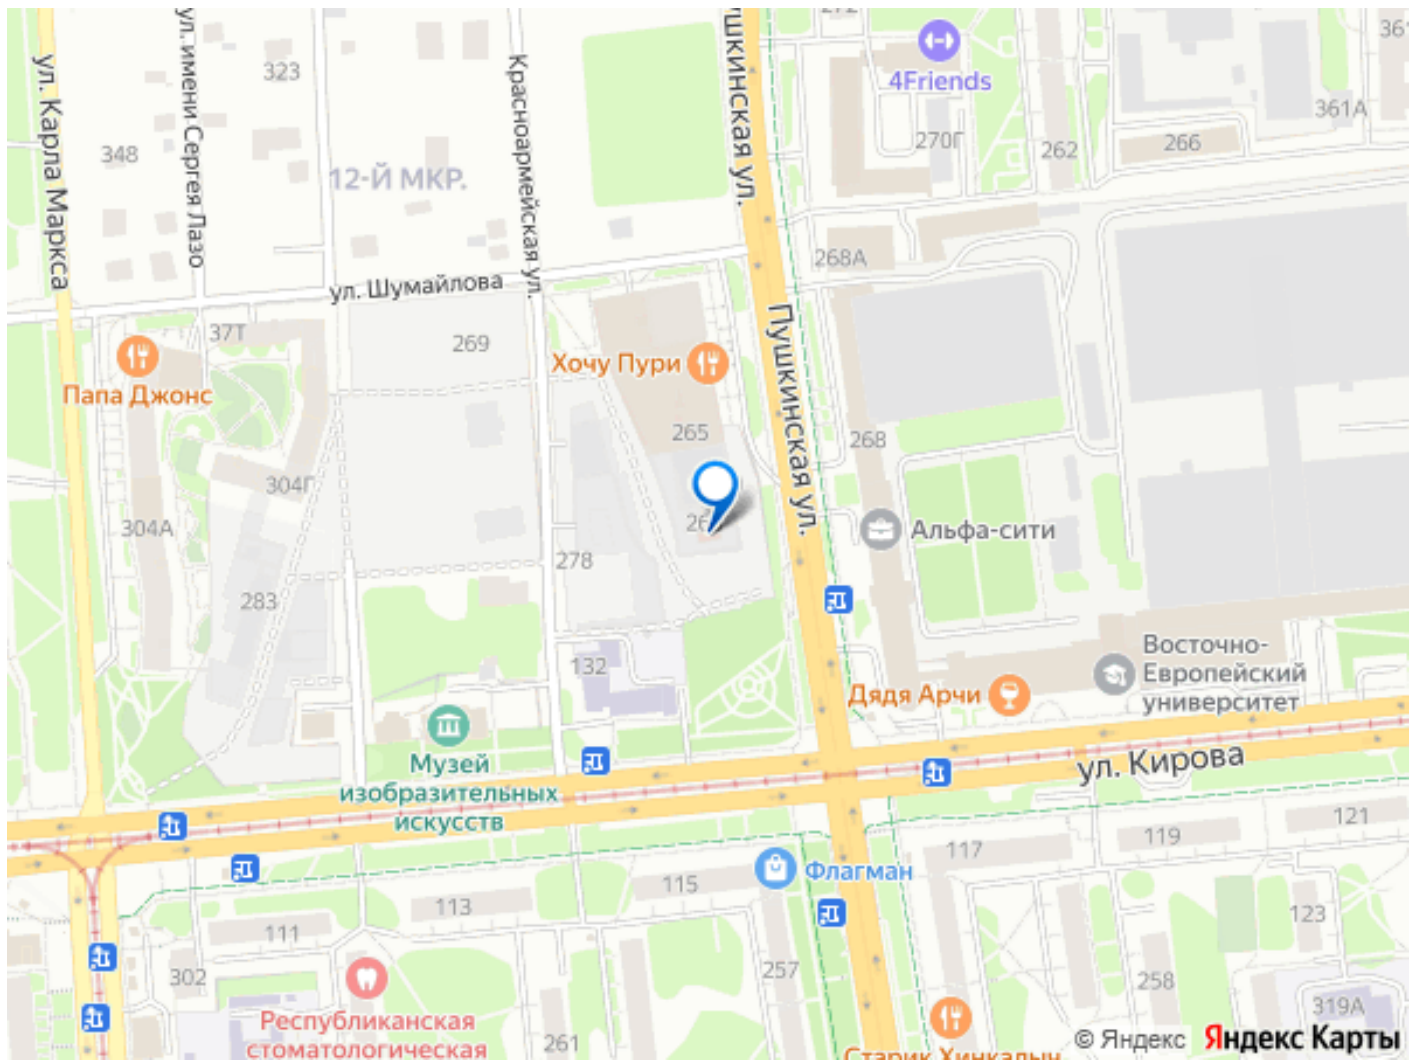 ул. Карла Маркса
ул. имени Сергея Лазо
323
348
12-Й МКР.
Красноармейская ул.
4Friends
361А
270Г
262
266
268А
ул. Шумайлова
37Т
269
Папа Джонс
Хочу Пури
Пушкинская ул.
265
268
304Г
304А
Альфа-сити
278
283
132
Восточно-
Европейский
университет
Дядя Арчи
Музей
изобразительных
искусств
ул. Кирова
117
119
121
115
Флагман
113
111
123
302
257
258
319А
261
Республиканская
стоматологическая
Старик Хинкалыч
© Яндекс Яндекс Карты